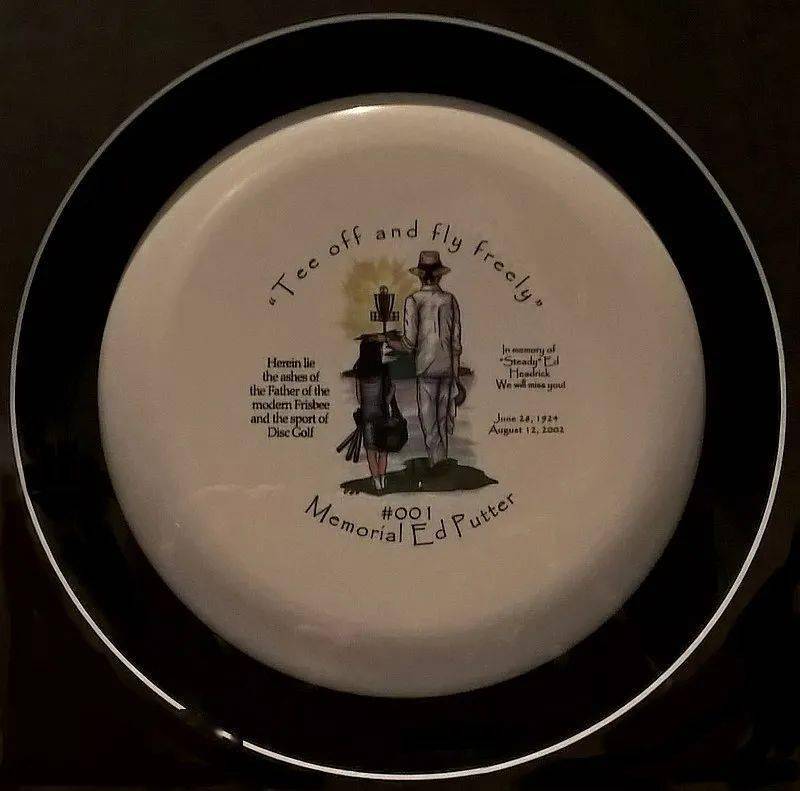 "Tee off and fly freely"
Herein lie
the ashes of
the Father of the
modern Frisbee
and the sport of
Disc Golf
In memory of
"Steady" Ed
Headrick
We will miss you!
June 28, 1924
August 12, 2002
#001
Memorial Ed Putter